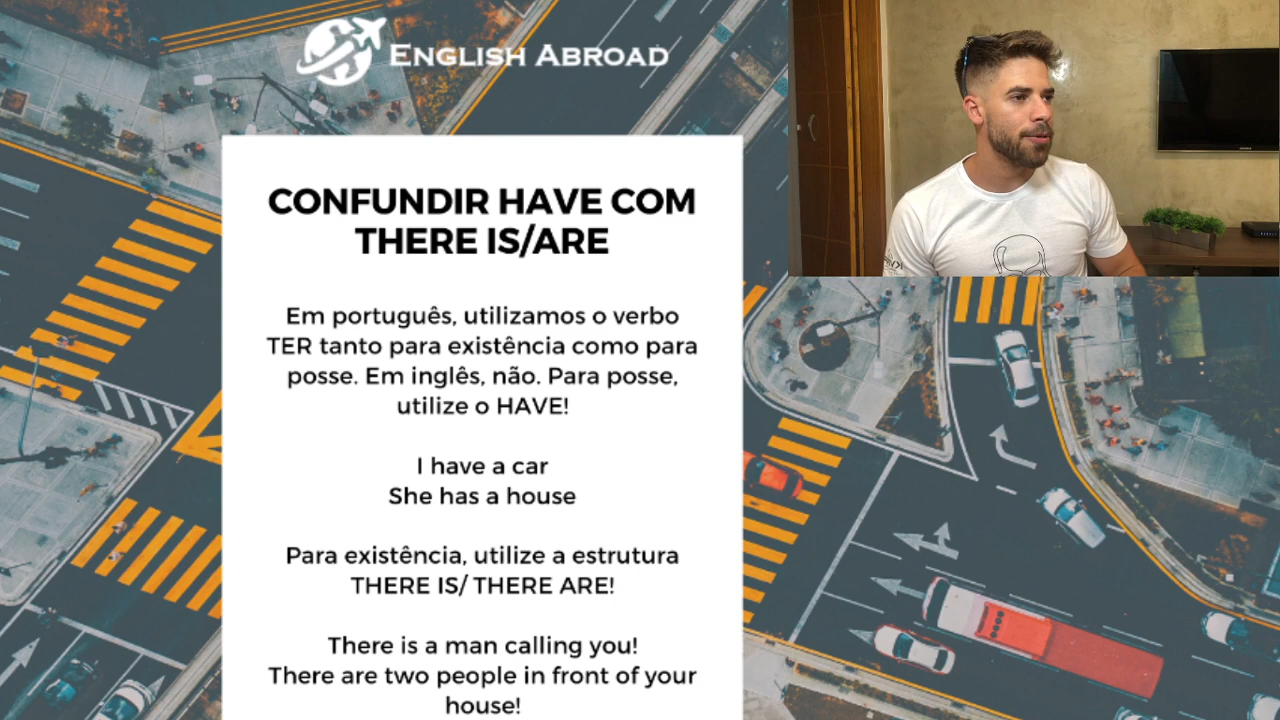 ENGLISH ABROAD
CONFUNDIR HAVE COM
THERE IS/ARE
Em português, utilizamos o verbo
TER tanto para existência como para
posse. Em inglês, não. Para posse,
utilize o HAVE!
I have a car
She has a house
Para existência, utilize a estrutura
THERE IS/ THERE ARE!
There is a man calling you!
There are two people in front of your
house!